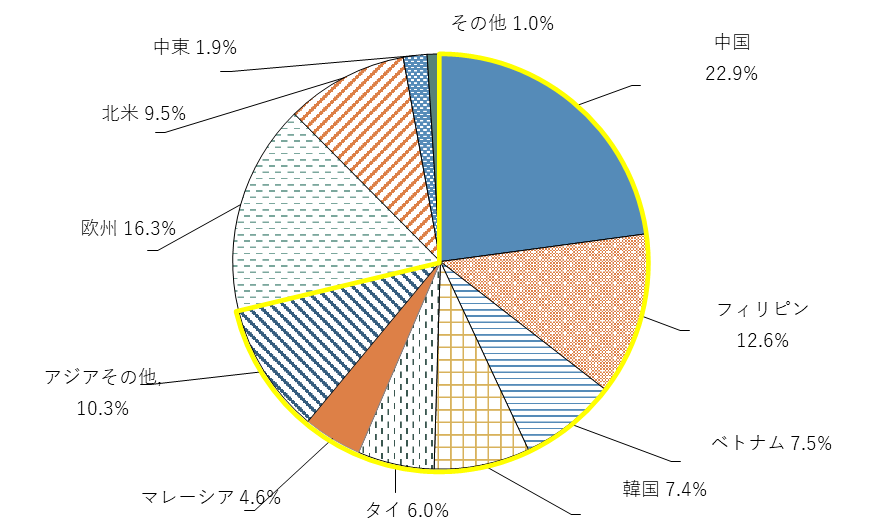 その他 1.0%
中国
22.9%
フィリピン
12.6%
ベトナム 7.5%
韓国 7.4%
タイ 6.0%
マレーシア 4.6%
アジアその他,
10.3%
欧州 16.3%
北米 9.5%
中東 1.9%